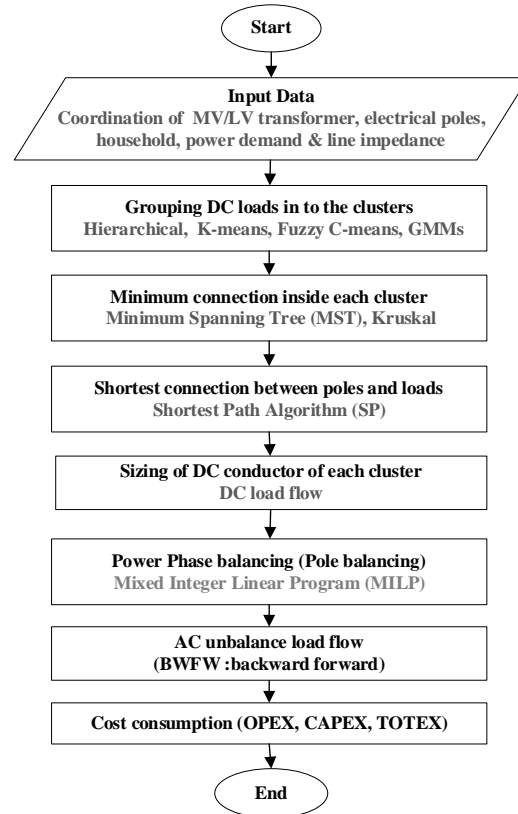 Start
Input Data
Coordination of MV/LV transformer, electrical poles,
household, power demand & line impedance
Grouping DC loads in to the clusters
Hierarchical, K-means, Fuzzy C-means, GMMs
Minimum connection inside each cluster
Minimum Spanning Tree (MST), Kruskal
Shortest connection between poles and loads
Shortest Path Algorithm (SP)
Sizing of DC conductor of each cluster
DC load flow
Power Phase balancing (Pole balancing)
Mixed Integer Linear Program (MILP)
AC unbalance load flow
(BWFW :backward forward)
Cost consumption (OPEX, CAPEX, TOTEX)
End